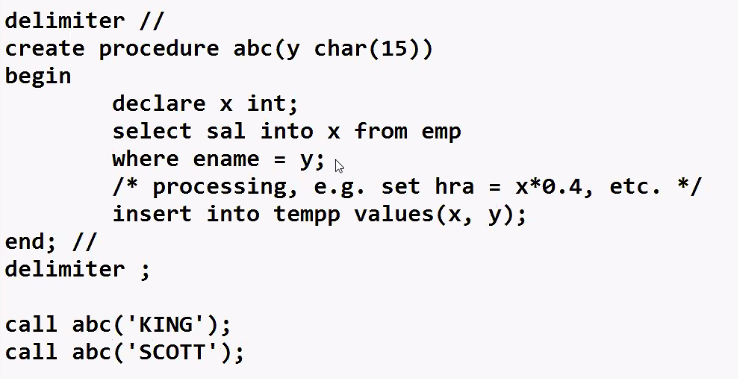 delimiter //
create procedure abc(y char(15))
begin
declare x int;
select sal into x from emp
where ename = y;
/* processing, e.g. set hra = x*0.4, etc. */
insert into tempp values(x, y);
end; //
delimiter ;
call abc('KING');
call abc('SCOTT');